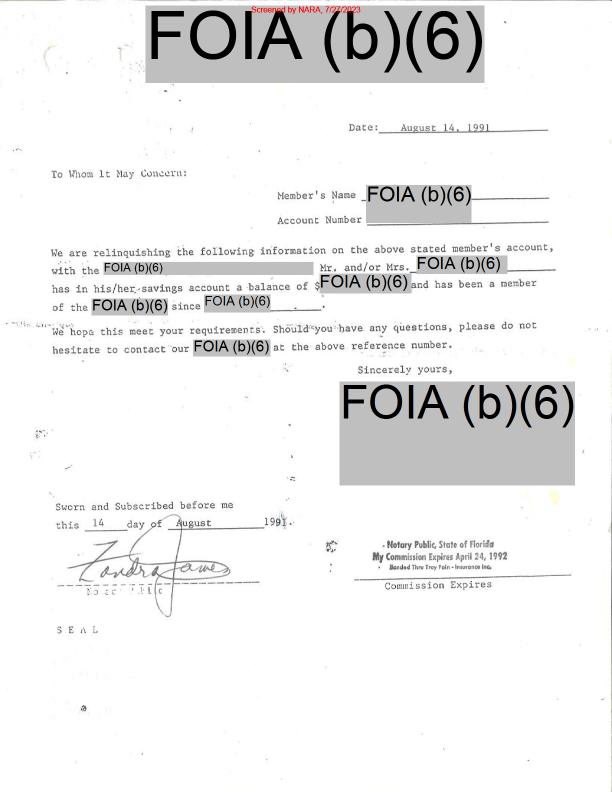 Screened by NARA, 7/27/2023
FOIA (b)(6)
Date: August 14, 1991
To Whom It May Concern:
Member's Name FOIA (b)(6)
Account Number
We are relinquishing the following information on the above stated member's account,
with the FOIA (b)(6) Mr. and/or Mrs. FOIA (b)(6)
has in his/her savings account a balance of $FOIA (b)(6) and has been a member
of the FOIA (b)(6) since FOIA (b)(6).
We hope this meet your requirements. Should you have any questions, please do not
hesitate to contact our FOIA (b)(6) at the above reference number.
Sincerely yours,
FOIA (b)(6)
Sworn and Subscribed before me
this 14 day of August 1991.
Zandra James
Notary Public
Notary Public, State of Florida
My Commission Expires April 24, 1992
Bonded Thru Troy Fain - Insurance Inc.
Commission Expires
S E A L